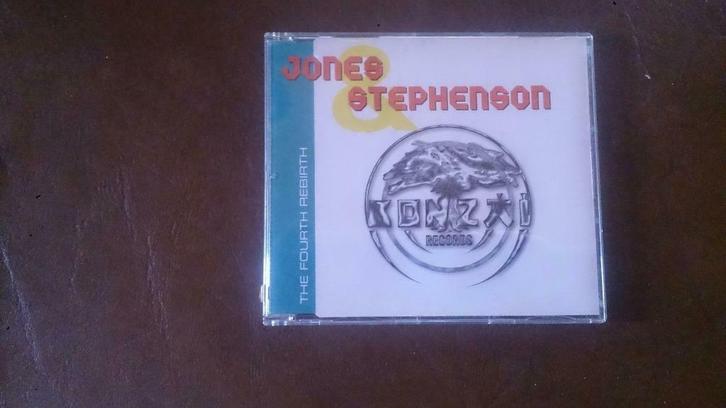 JONES
&
STEPHENSON
THE FOURTH REBIRTH
BONZAI
RECORDS